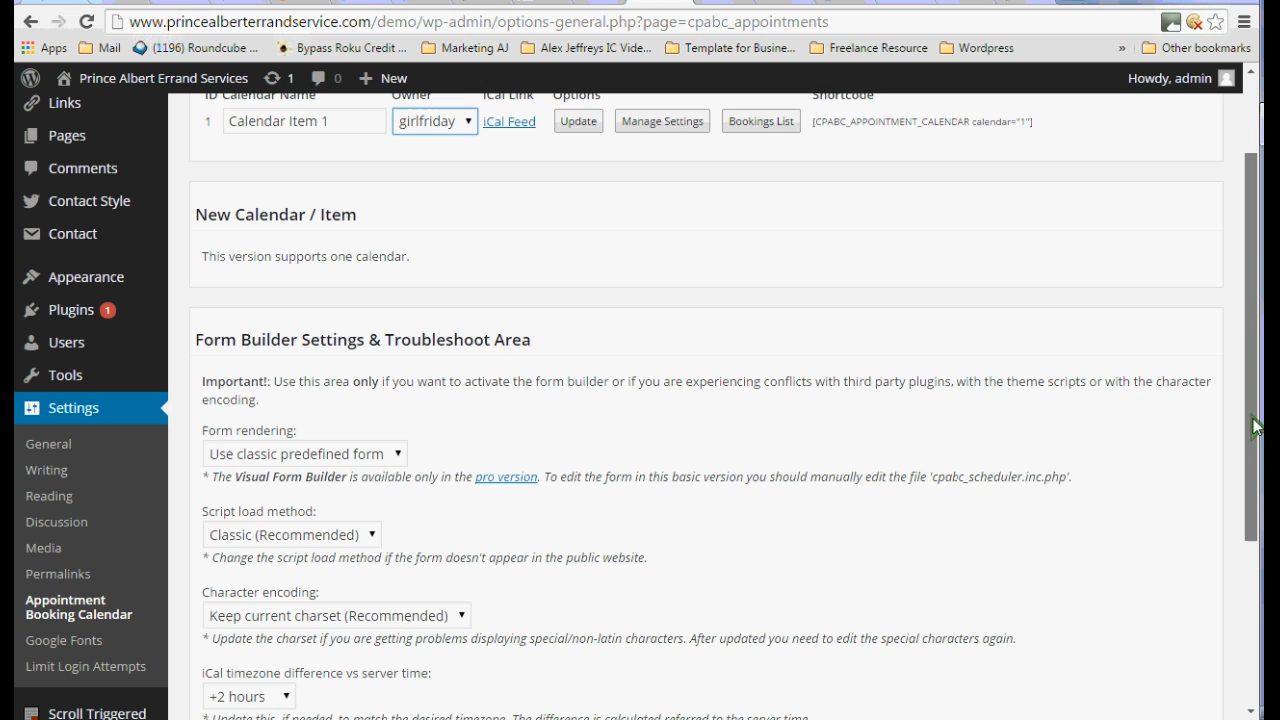 www.princealberterrandservice.com/demo/wp-admin/options-general.php?page=cpabc_appointments
Apps Mail (1196) Roundcube ... Bypass Roku Credit ... Marketing AJ Alex Jeffreys IC Vide... Template for Busine... Freelance Resource Wordpress » Other bookmarks
Prince Albert Errand Services 1 0 + New Howdy, admin
ID Calendar Name Owner iCal Link Options Shortcode
1 Calendar Item 1 girlfriday iCal Feed Update Manage Settings Bookings List [CPABC_APPOINTMENT_CALENDAR calendar="1"]
Links
Pages
Comments
Contact Style
Contact
Appearance
Plugins 1
Users
Tools
Settings
General
Writing
Reading
Discussion
Media
Permalinks
Appointment
Booking Calendar
Google Fonts
Limit Login Attempts
Scroll Triggered
New Calendar / Item
This version supports one calendar.
Form Builder Settings & Troubleshoot Area
Important!: Use this area only if you want to activate the form builder or if you are experiencing conflicts with third party plugins, with the theme scripts or with the character
encoding.
Form rendering:
Use classic predefined form
* The Visual Form Builder is available only in the pro version. To edit the form in this basic version you should manually edit the file 'cpabc_scheduler.inc.php'.
Script load method:
Classic (Recommended)
* Change the script load method if the form doesn't appear in the public website.
Character encoding:
Keep current charset (Recommended)
* Update the charset if you are getting problems displaying special/non-latin characters. After updated you need to edit the special characters again.
iCal timezone difference vs server time:
+2 hours
* Update this, if needed, to match the desired timezone. The difference is calculated referred to the server time.